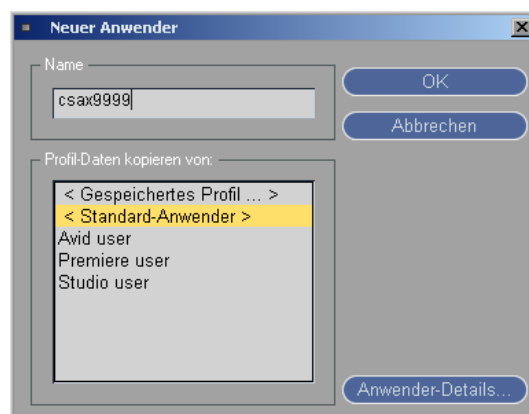 Neuer Anwender
Name
csax9999
OK
Abbrechen
Profil-Daten kopieren von:
< Gespeichertes Profil ... >
< Standard-Anwender >
Avid user
Premiere user
Studio user
Anwender-Details...